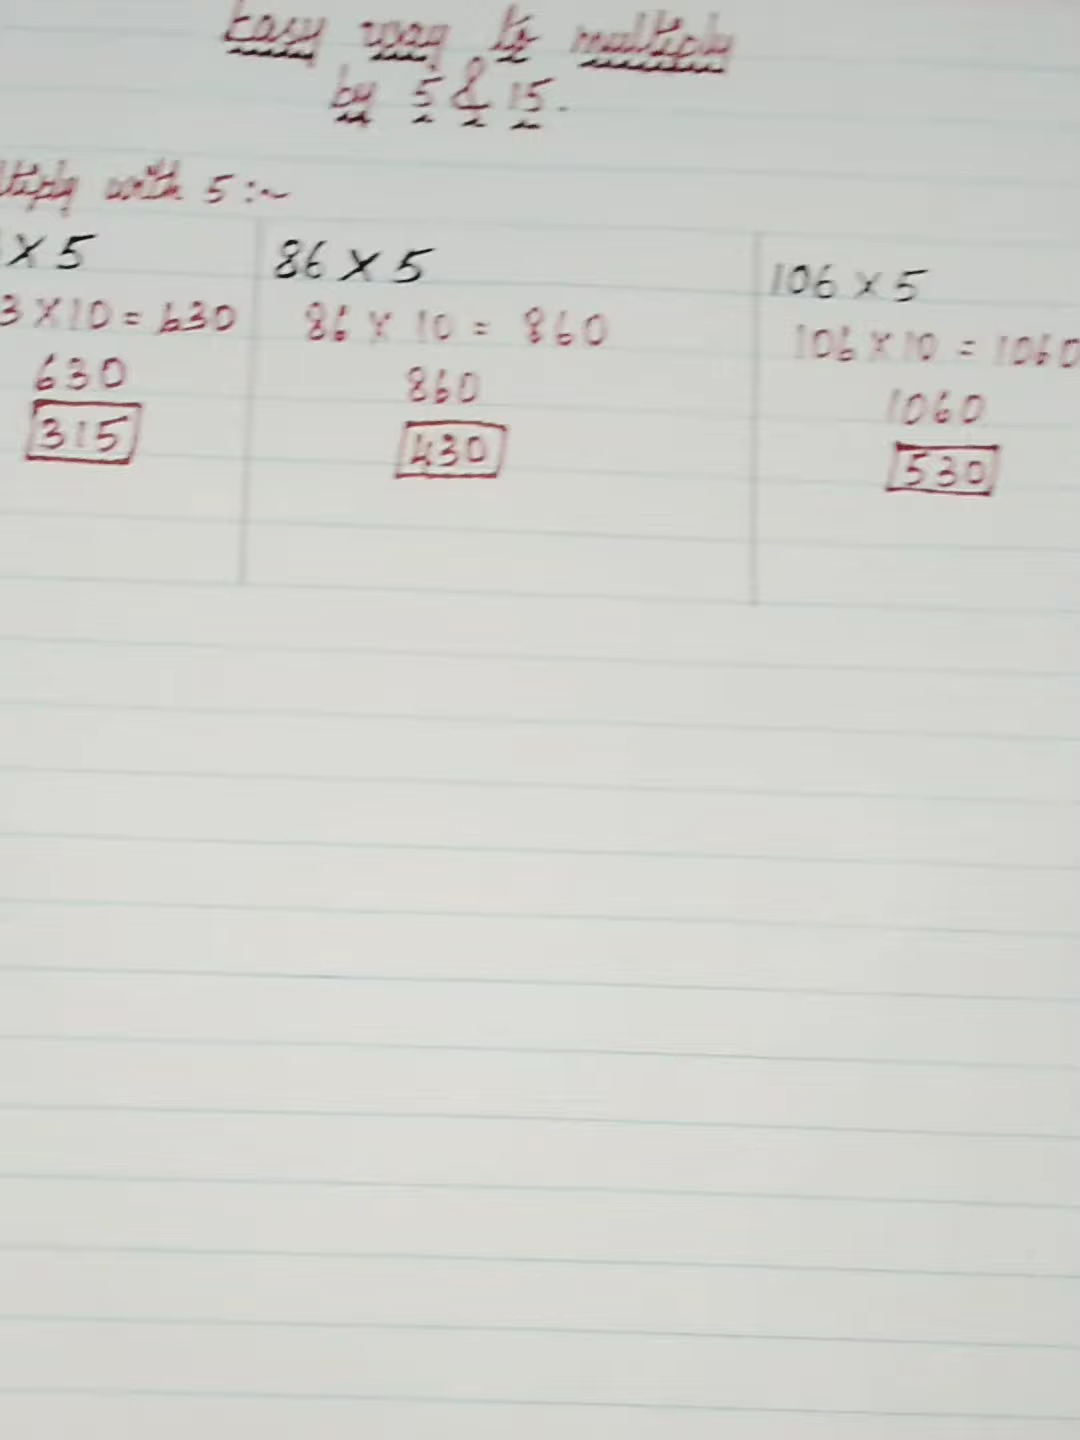 Easy way to multiply
by 5 & 15.
with 5 :~
x 5
3 x 10 = 630
630
315
86 x 5
86 x 10 = 860
860
430
106 x 5
106 x 10 = 1060
1060
530